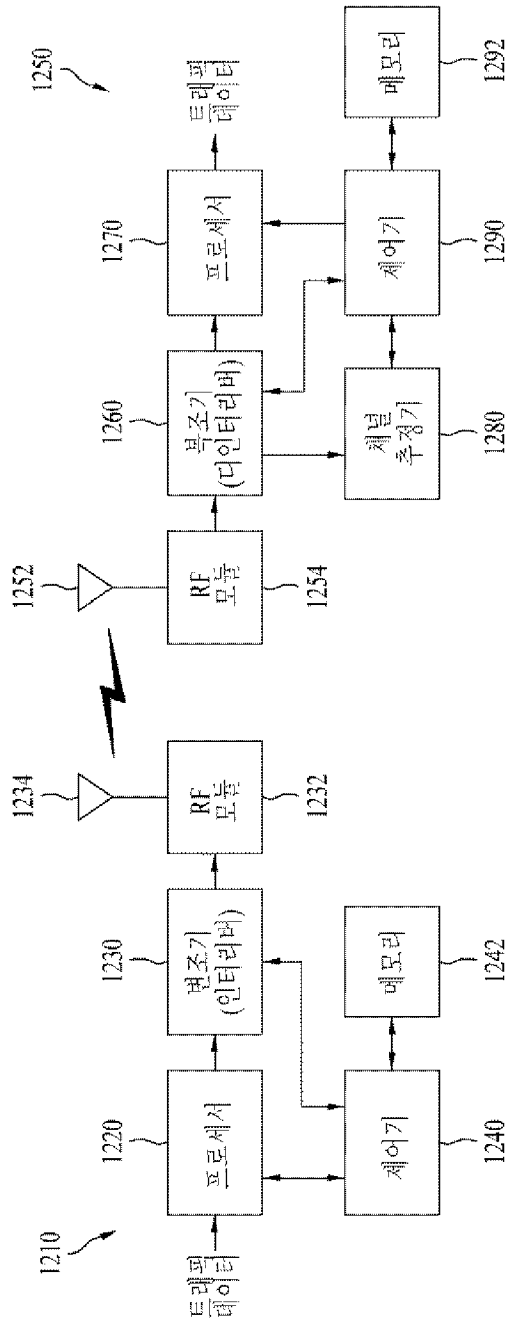 1210
트래픽
데이터
1220
프로세서
1230
변조기
(인터리버)
1234
RF
모듈
1232
제어기
1240
메모리
1242
1252
RF
모듈
1254
1260
복조기
(디인터리버)
1270
프로세서
1250
트래픽
데이터
채널
추정기
1280
제어기
1290
메모리
1292